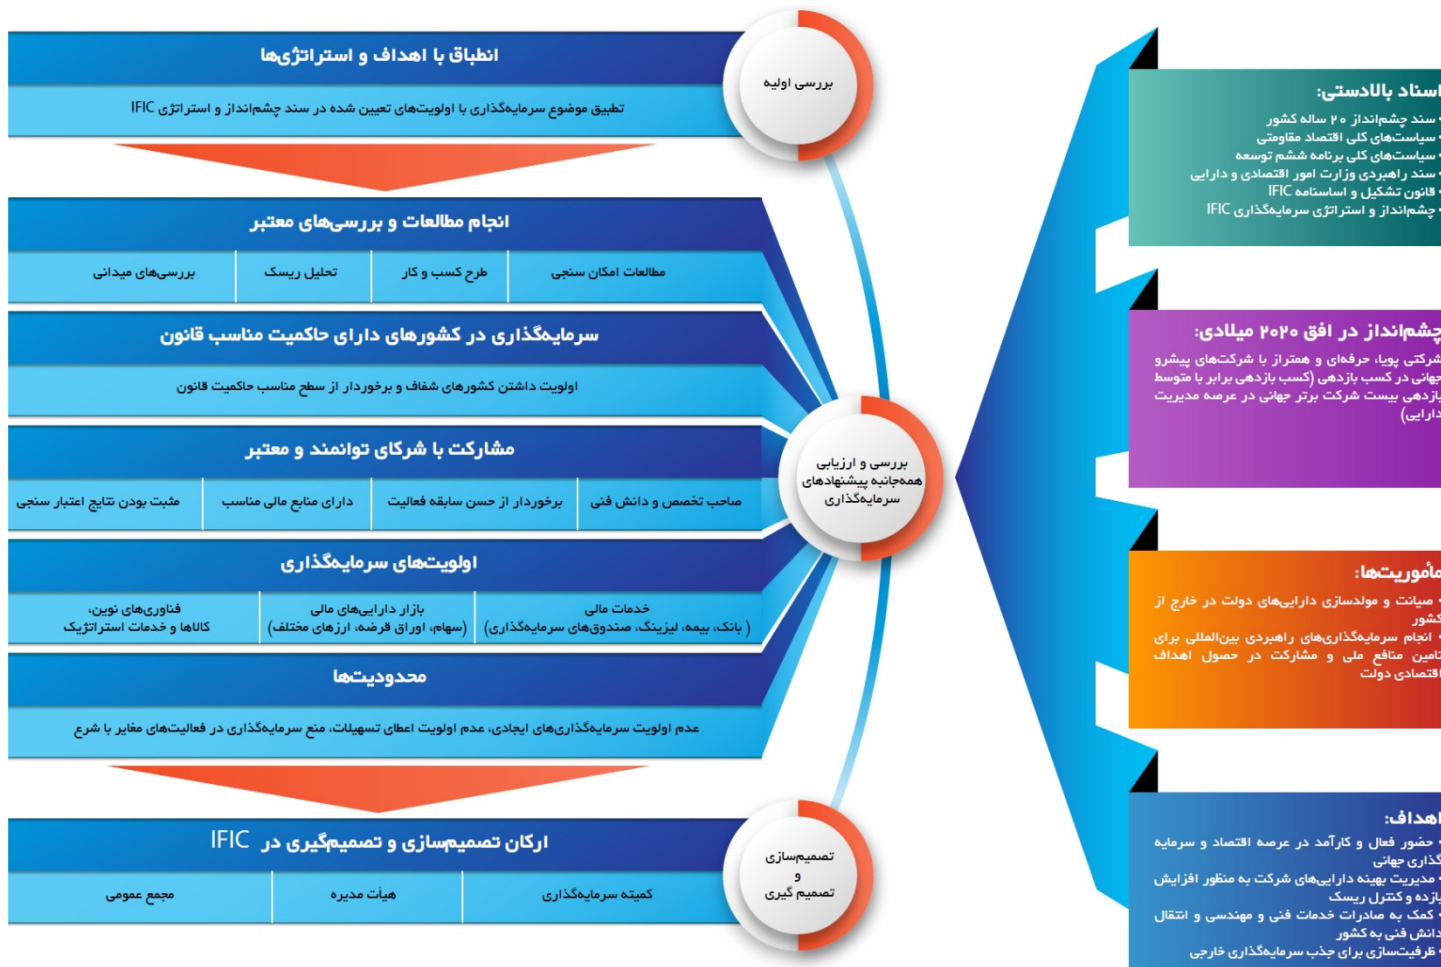 اسناد بالادستی:
• سند چشم‌انداز ۲۰ ساله کشور
• سیاست‌های کلی اقتصاد مقاومتی
• سیاست‌های کلی برنامه ششم توسعه
• سند راهبردی وزارت امور اقتصادی و دارایی
• قانون تشکیل و اساسنامه IFIC
• چشم‌انداز و استراتژی سرمایه‌گذاری IFIC
چشم‌انداز در افق ۲۰۲۰ میلادی:
شرکتی پویا، حرفه‌ای و همتراز با شرکت‌های پیشرو
جهانی در کسب بازدهی (کسب بازدهی برابر با متوسط
بازدهی بیست شرکت برتر جهانی در عرصه مدیریت
دارایی)
مأموریت‌ها:
• صیانت و مولدسازی دارایی‌های دولت در خارج از
کشور
• انجام سرمایه‌گذاری‌های راهبردی بین‌المللی برای
تامین منافع ملی و مشارکت در حصول اهداف
اقتصادی دولت
اهداف:
• حضور فعال و کارآمد در عرصه اقتصاد و سرمایه
گذاری جهانی
• مدیریت بهینه دارایی‌های شرکت به منظور افزایش
بازده و کنترل ریسک
• کمک به صادرات خدمات فنی و مهندسی و انتقال
دانش فنی به کشور
• ظرفیت‌سازی برای جذب سرمایه‌گذاری خارجی
بررسی اولیه
انطباق با اهداف و استراتژی‌ها
تطبیق موضوع سرمایه‌گذاری با اولویت‌های تعیین شده در سند چشم‌انداز و استراتژی IFIC
بررسی و ارزیابی
همه‌جانبه پیشنهادهای
سرمایه‌گذاری
انجام مطالعات و بررسی‌های معتبر
مطالعات امکان سنجی
طرح کسب و کار
تحلیل ریسک
بررسی‌های میدانی
سرمایه‌گذاری در کشورهای دارای حاکمیت مناسب قانون
اولویت داشتن کشورهای شفاف و برخوردار از سطح مناسب حاکمیت قانون
مشارکت با شرکای توانمند و معتبر
صاحب تخصص و دانش فنی
برخوردار از حسن سابقه فعالیت
دارای منابع مالی مناسب
مثبت بودن نتایج اعتبار سنجی
اولویت‌های سرمایه‌گذاری
خدمات مالی
( بانک، بیمه، لیزینگ، صندوق‌های سرمایه‌گذاری)
بازار دارایی‌های مالی
(سهام، اوراق قرضه، ارزهای مختلف)
فناوری‌های نوین،
کالاها و خدمات استراتژیک
محدودیت‌ها
عدم اولویت سرمایه‌گذاری‌های ایجادی، عدم اولویت اعطای تسهیلات، منع سرمایه‌گذاری در فعالیت‌های مغایر با شرع
تصمیم‌سازی
و
تصمیم گیری
ارکان تصمیم‌سازی و تصمیم‌گیری در IFIC
کمیته سرمایه‌گذاری
هیأت مدیره
مجمع عمومی